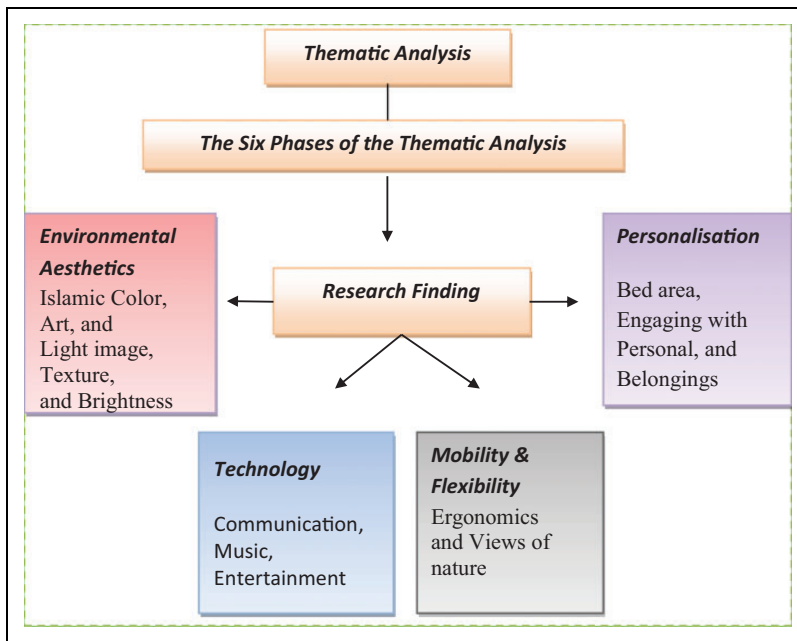 Thematic Analysis
The Six Phases of the Thematic Analysis
Environmental
Aesthetics
Islamic Color,
Art, and
Light image,
Texture,
and Brightness
Research Finding
Personalisation
Bed area,
Engaging with
Personal, and
Belongings
Technology
Communication,
Music,
Entertainment
Mobility &
Flexibility
Ergonomics
and Views of
nature